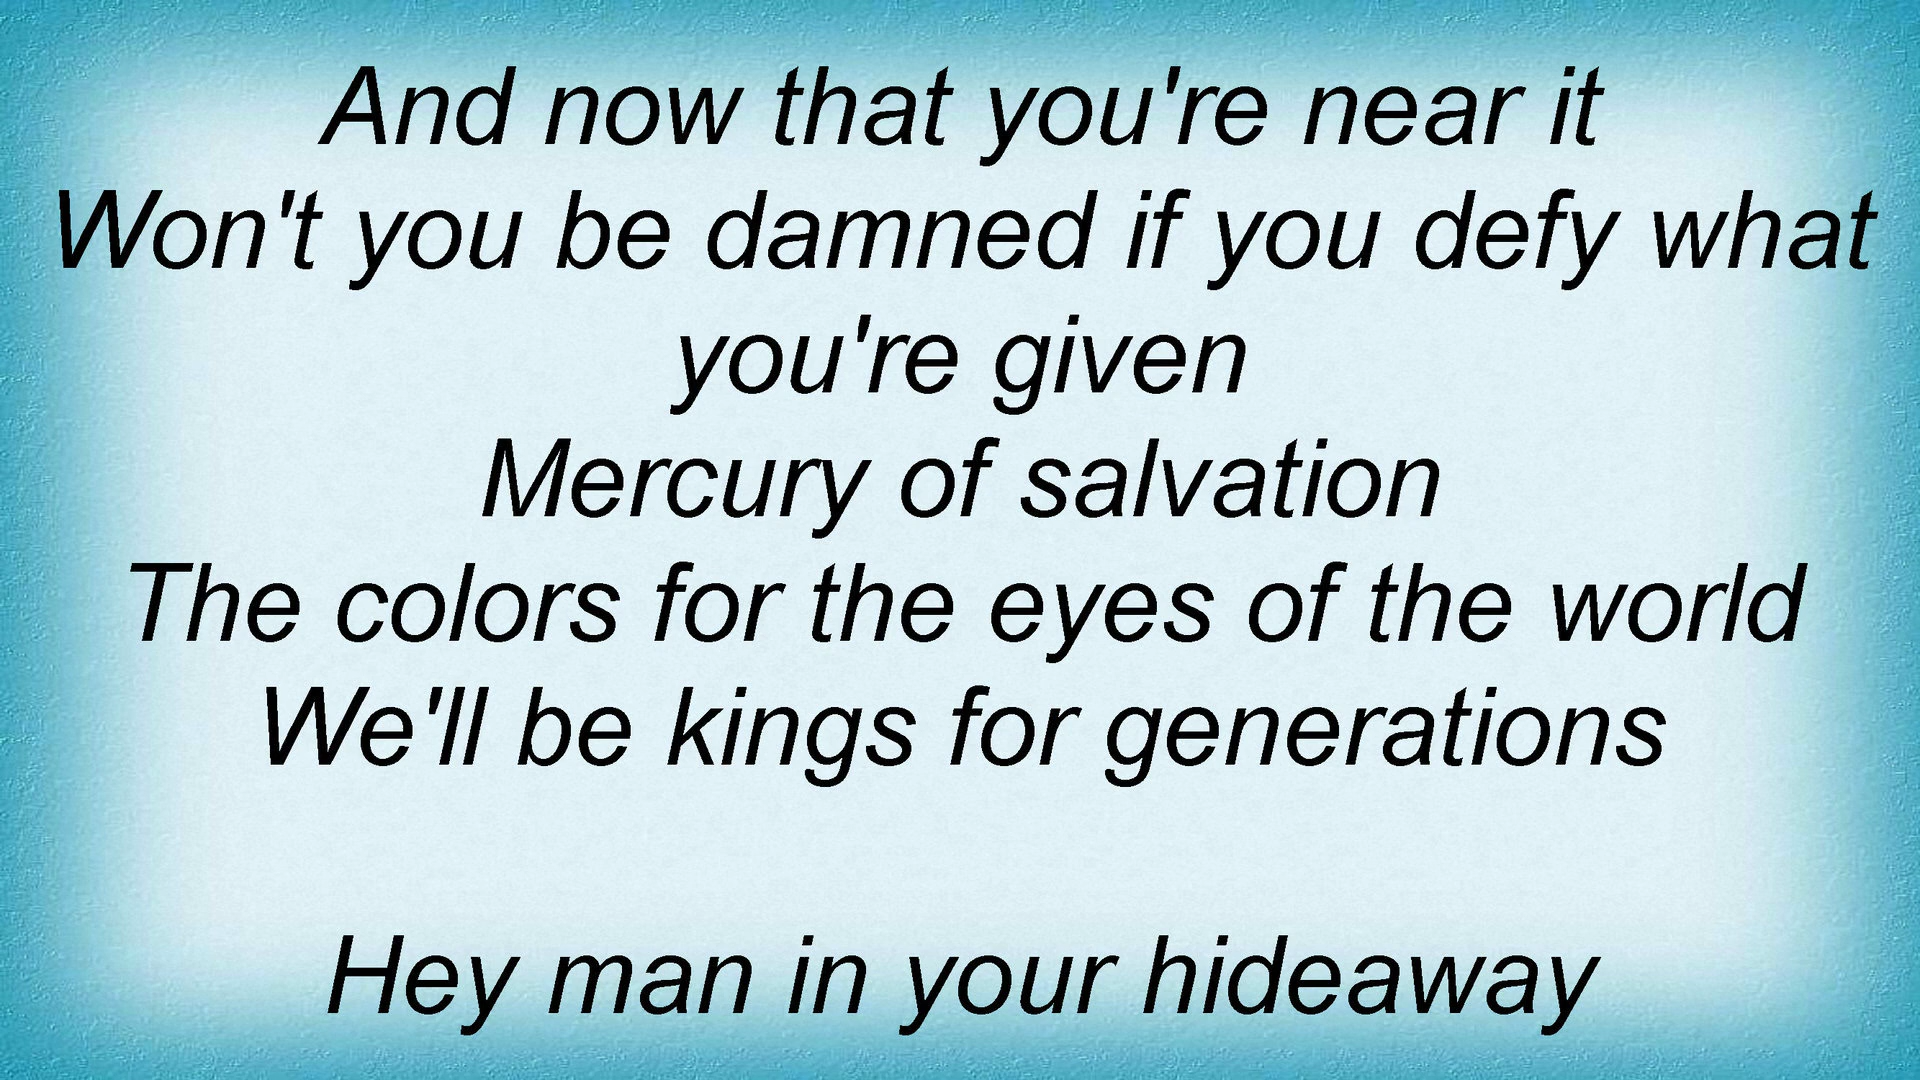 And now that you're near it
Won't you be damned if you defy what
you're given
Mercury of salvation
The colors for the eyes of the world
We'll be kings for generations
Hey man in your hideaway